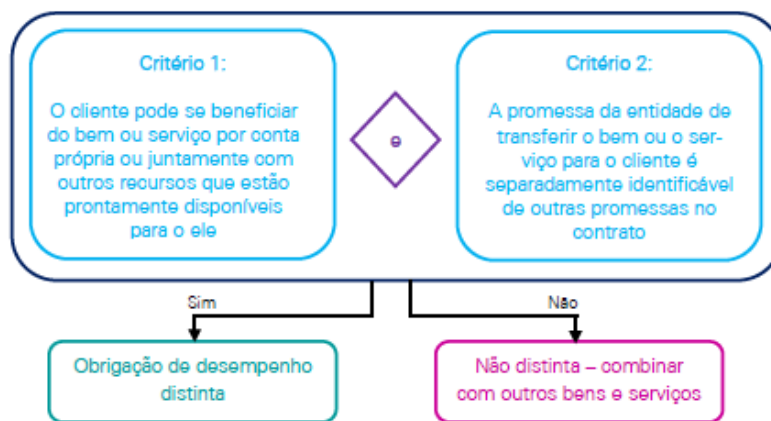 Critério 1:
O cliente pode se beneficiar
do bem ou serviço por conta
própria ou juntamente com
outros recursos que estão
prontamente disponíveis
para o ele
e
Critério 2:
A promessa da entidade de
transferir o bem ou o ser-
viço para o cliente é
separadamente identificável
de outras promessas no
contrato
Sim
Não
Obrigação de desempenho
distinta
Não distinta – combinar
com outros bens e serviços